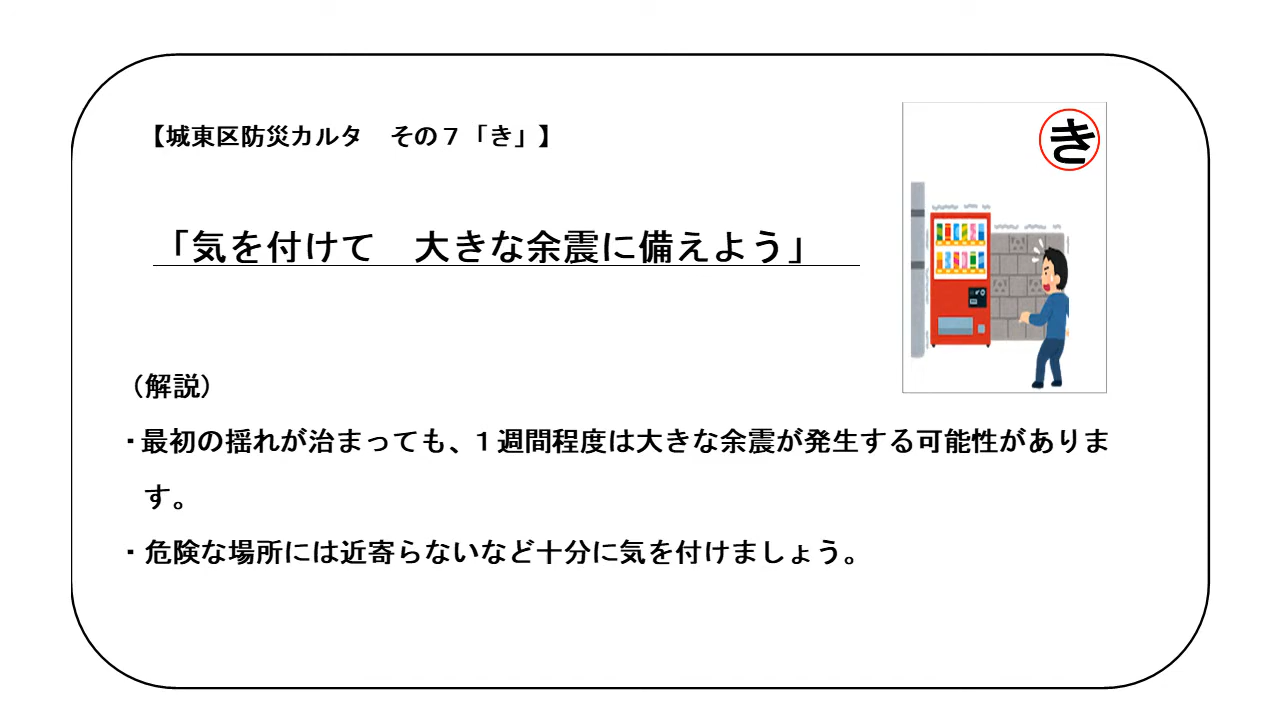 【城東区防災カルタ　その７「き」】
き
「気を付けて　大きな余震に備えよう」
（解説）
・最初の揺れが治まっても、１週間程度は大きな余震が発生する可能性がありま
す。
・危険な場所には近寄らないなど十分に気を付けましょう。